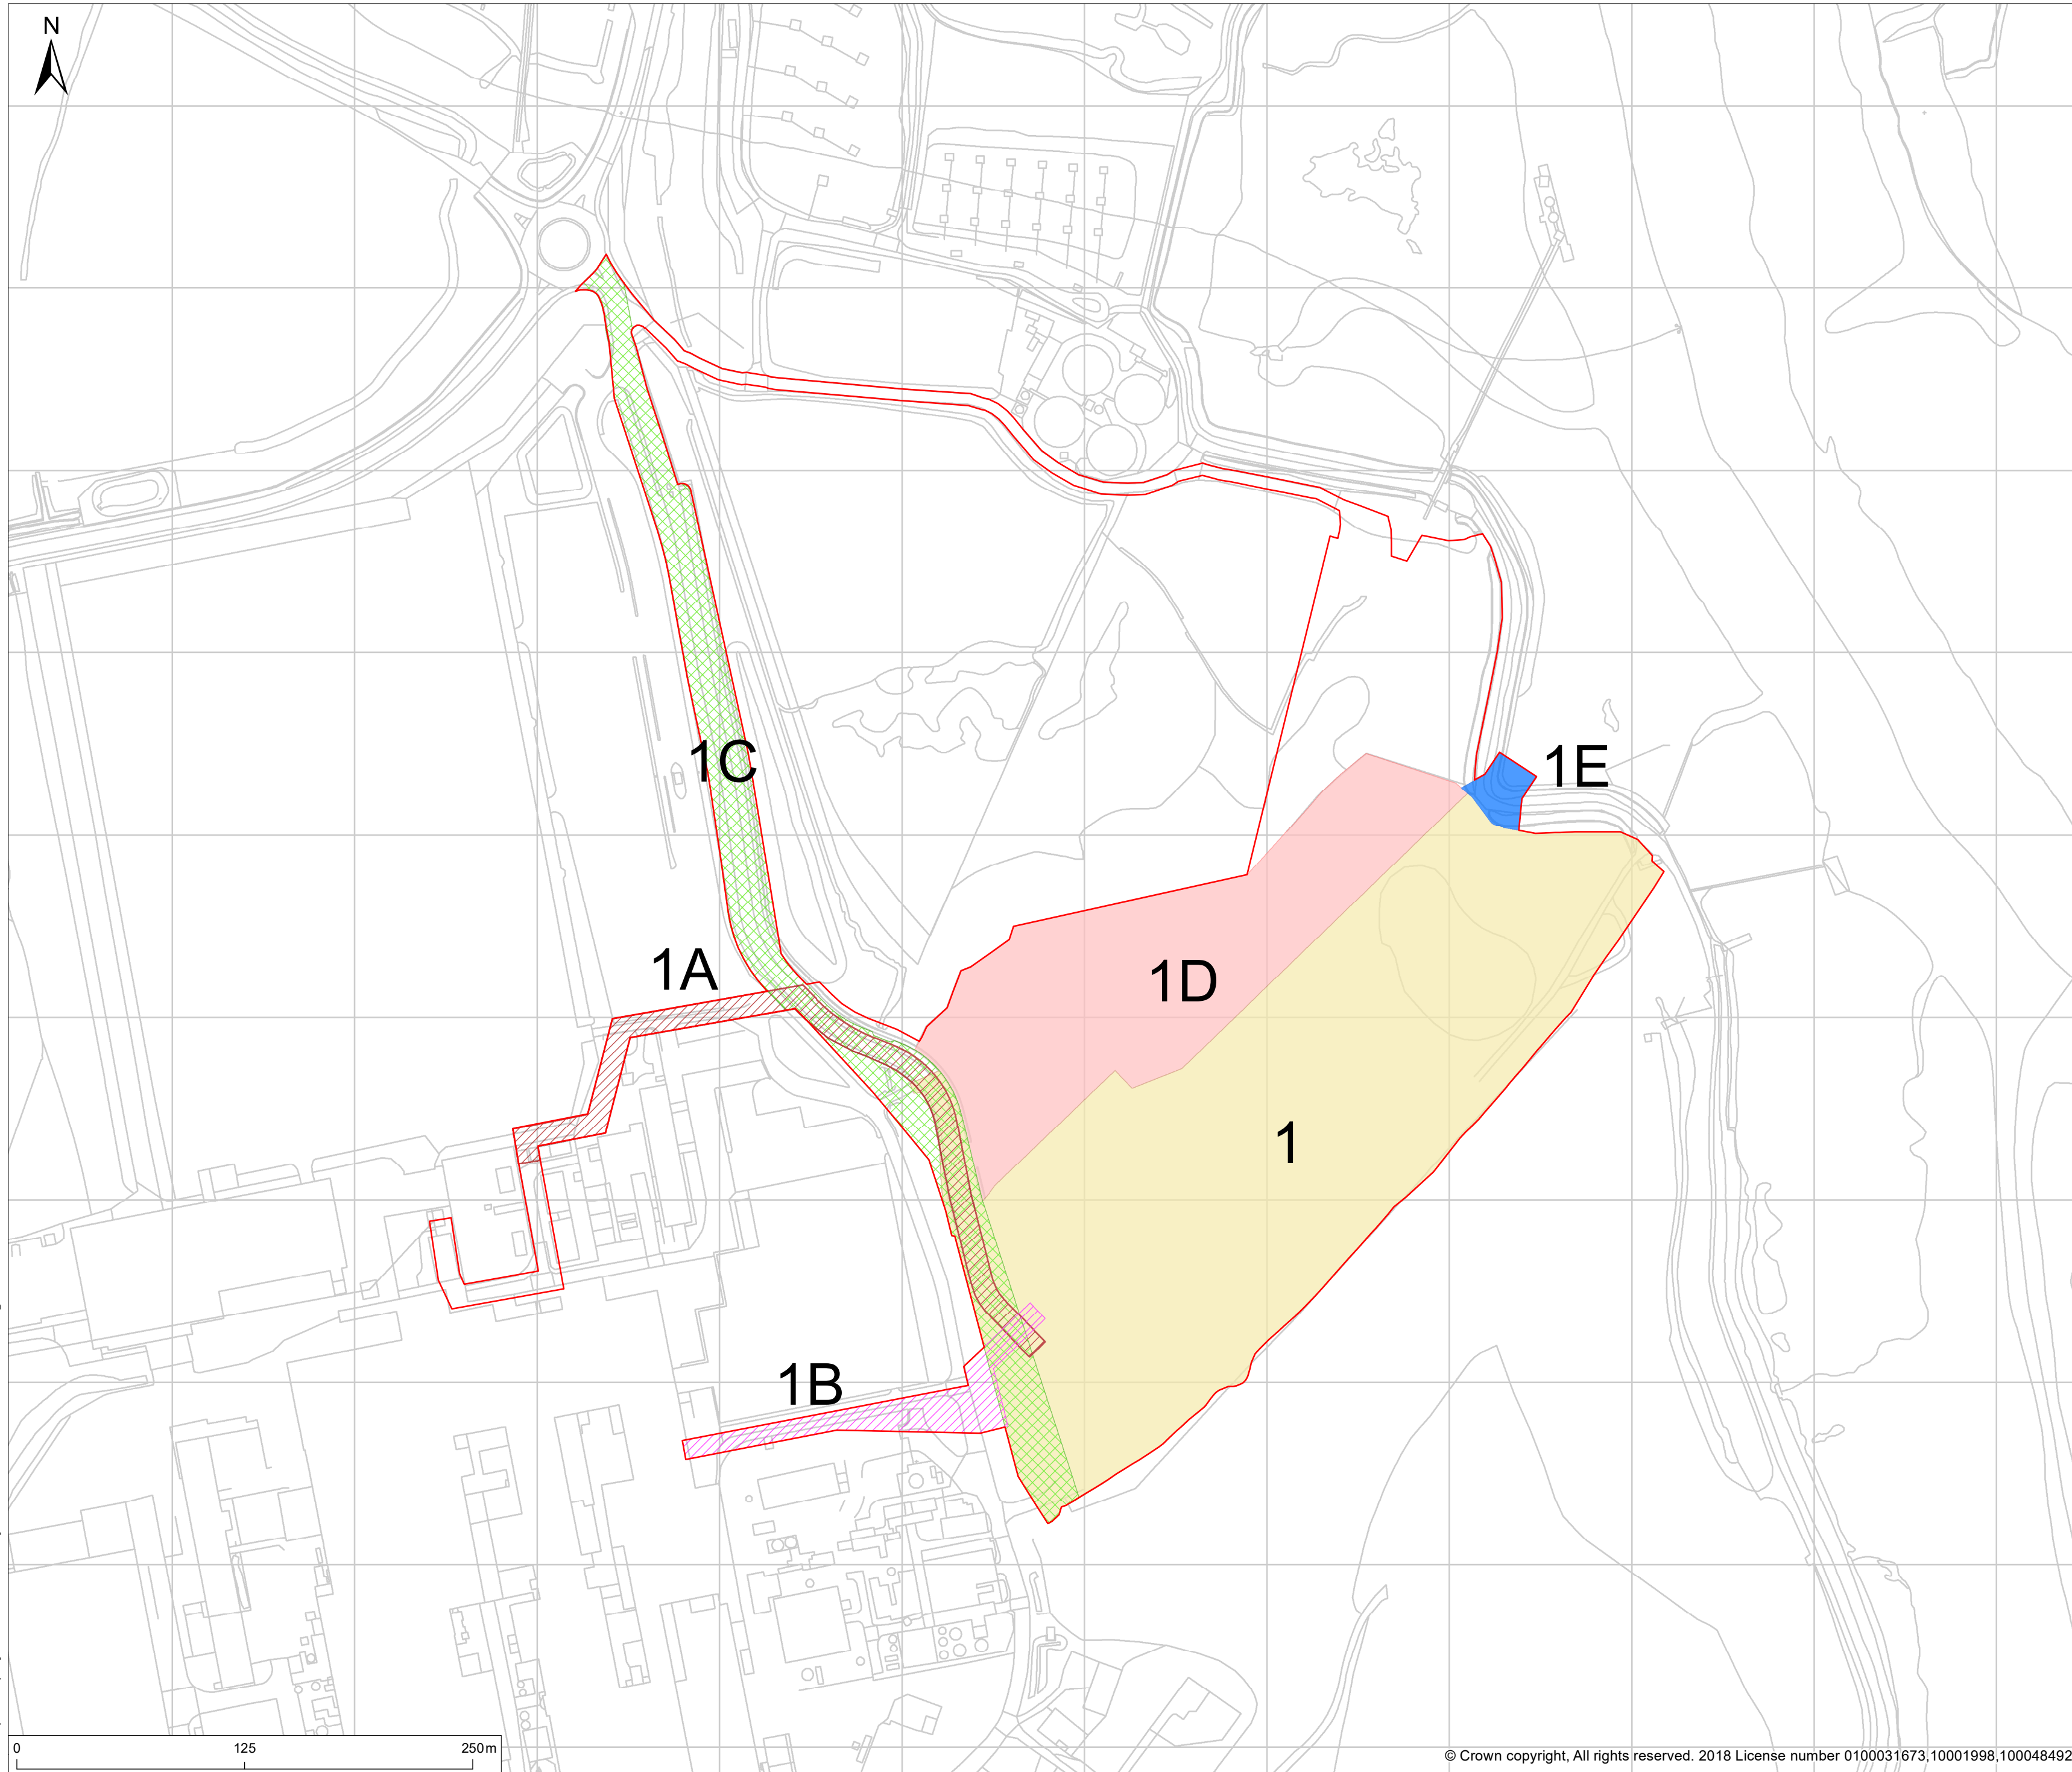 N
1C
1E
1A
1D
1
1B
0 125 250m
© Crown copyright, All rights reserved. 2018 License number 0100031673,10001998,100048492